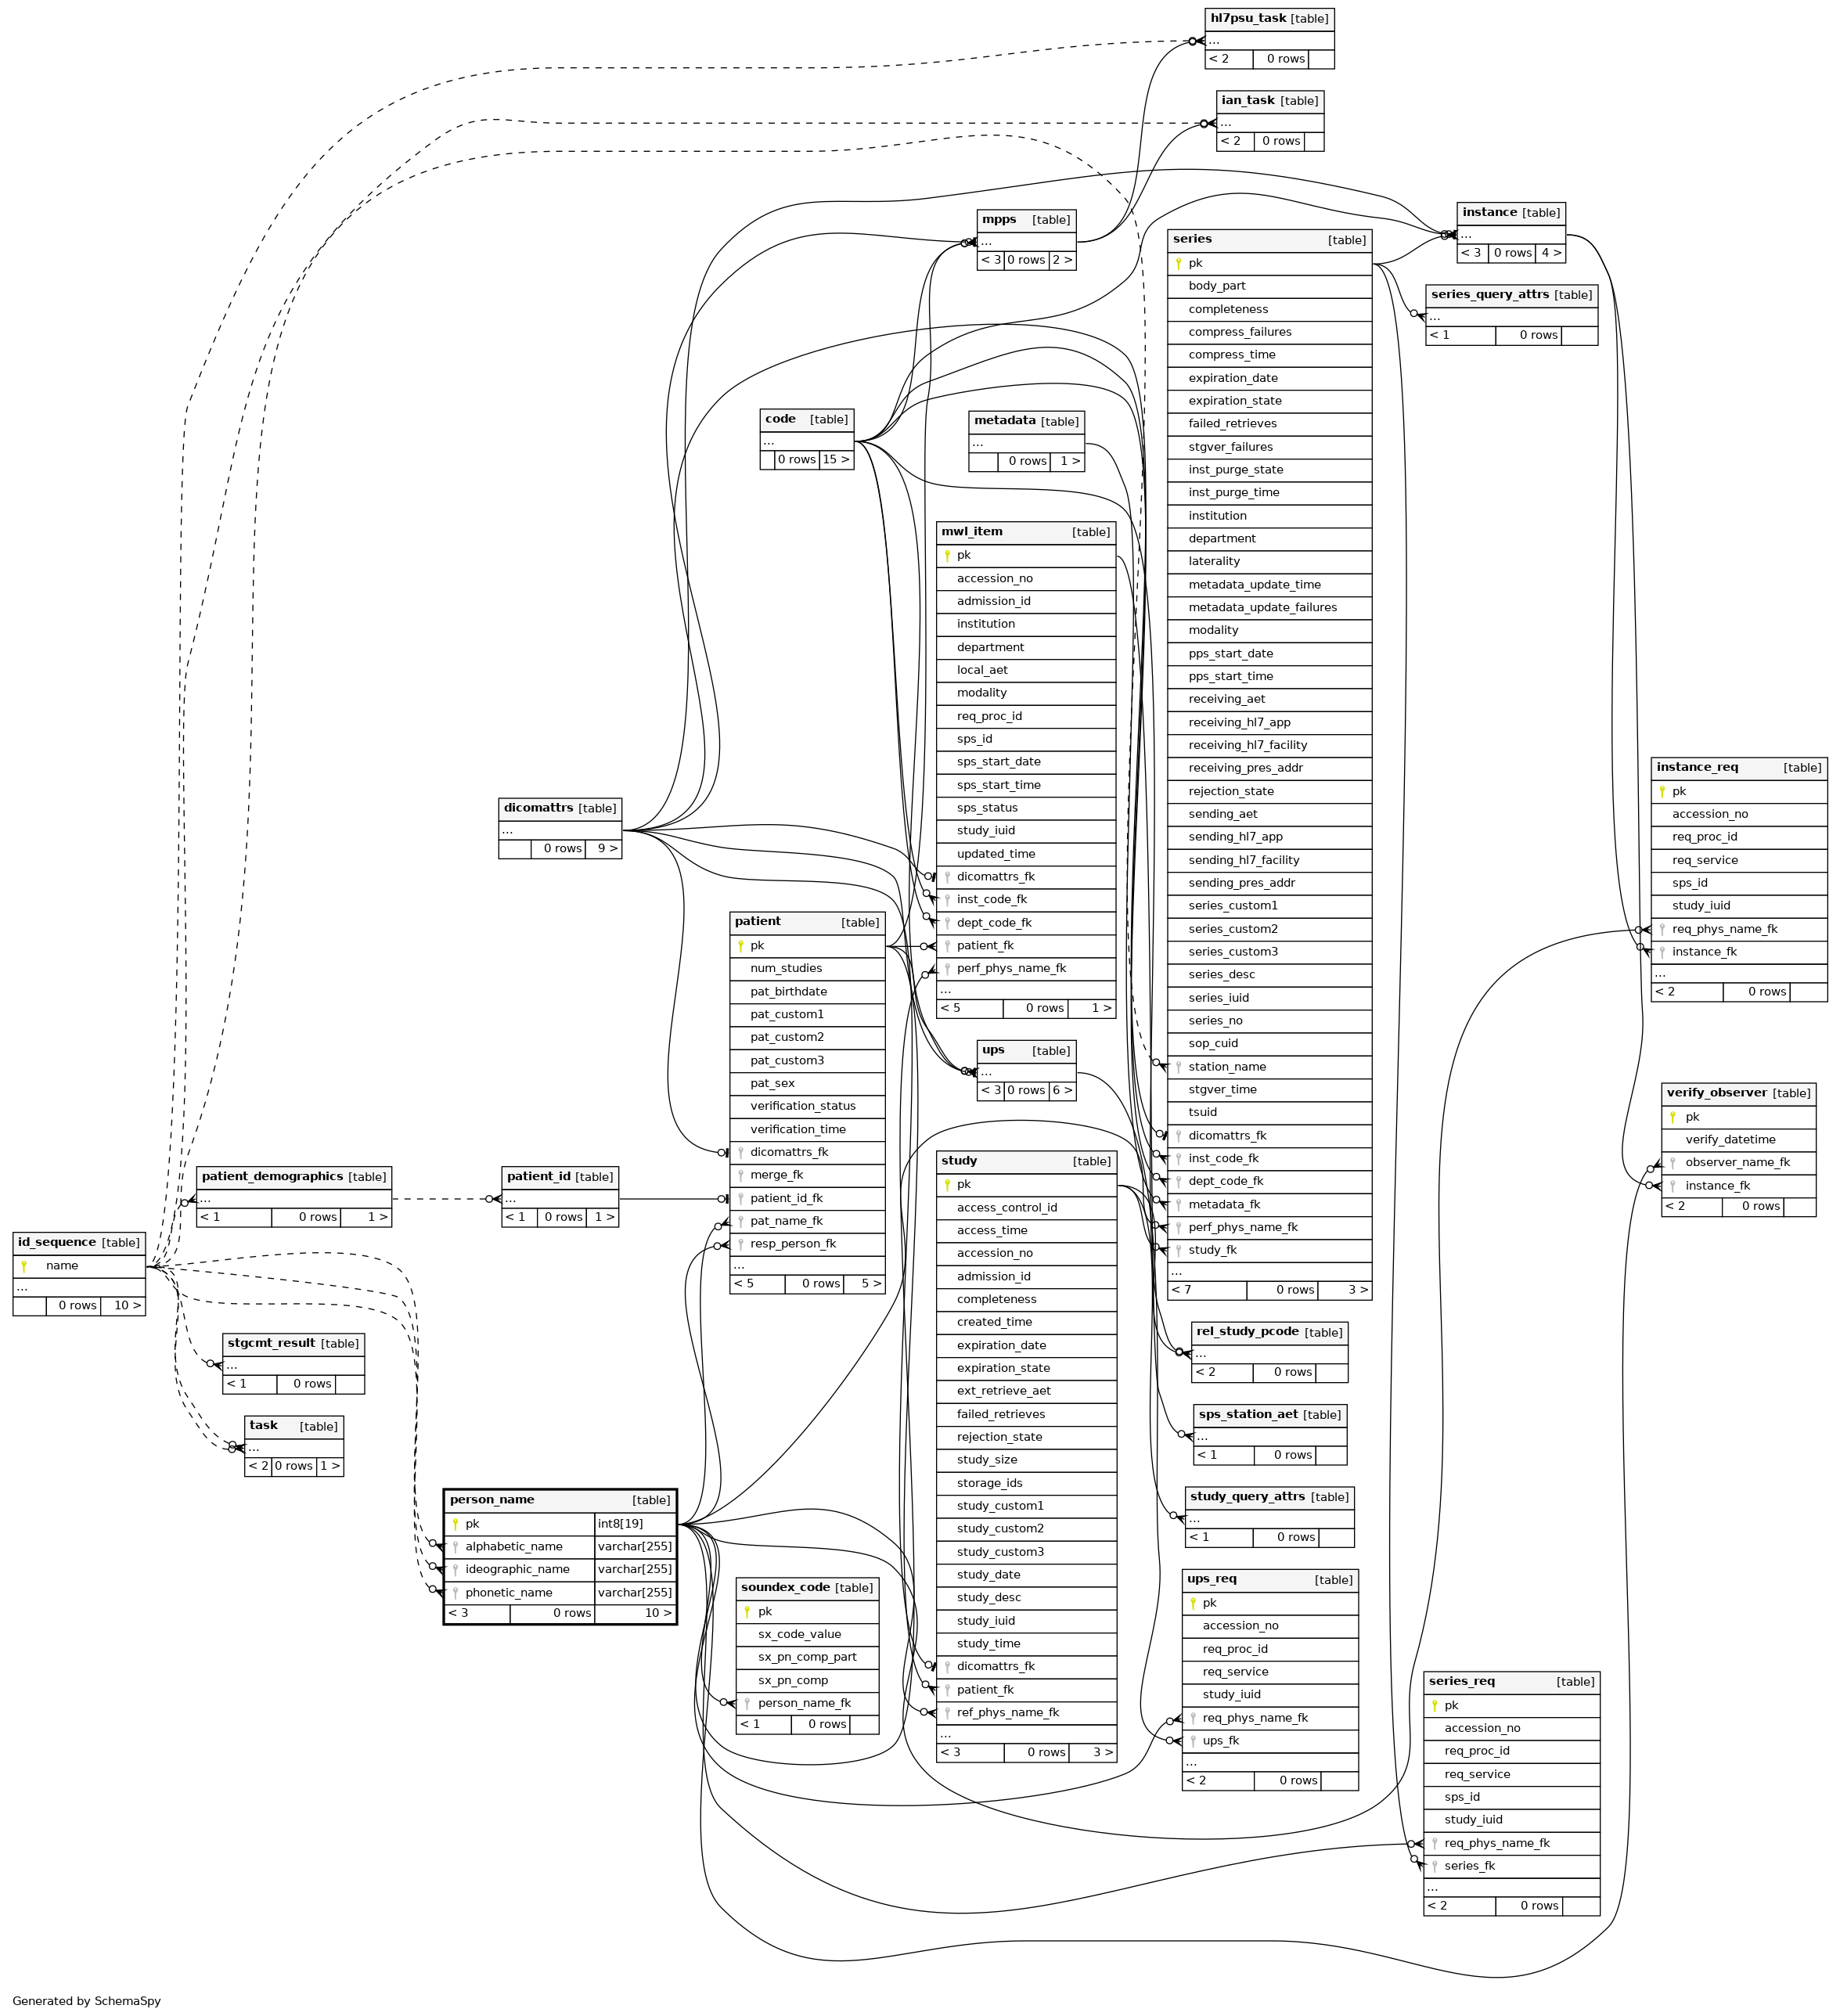 hl7psu_task [table]
...
< 2 0 rows
ian_task [table]
...
< 2 0 rows
mpps [table]
...
< 3 0 rows 2 >
instance [table]
...
< 3 0 rows 4 >
series_query_attrs [table]
...
< 1 0 rows
series [table]
pk
body_part
completeness
compress_failures
compress_time
expiration_date
expiration_state
failed_retrieves
stgver_failures
inst_purge_state
inst_purge_time
institution
department
laterality
metadata_update_time
metadata_update_failures
modality
pps_start_date
pps_start_time
receiving_aet
receiving_hl7_app
receiving_hl7_facility
receiving_pres_addr
rejection_state
sending_aet
sending_hl7_app
sending_hl7_facility
sending_pres_addr
series_custom1
series_custom2
series_custom3
series_desc
series_iuid
series_no
sop_cuid
station_name
stgver_time
tsuid
dicomattrs_fk
inst_code_fk
dept_code_fk
metadata_fk
perf_phys_name_fk
study_fk
...
< 7 0 rows 3 >
code [table]
...
0 rows 15 >
metadata [table]
...
0 rows 1 >
mwl_item [table]
pk
accession_no
admission_id
institution
department
local_aet
modality
req_proc_id
sps_id
sps_start_date
sps_start_time
sps_status
study_iuid
updated_time
dicomattrs_fk
inst_code_fk
dept_code_fk
patient_fk
perf_phys_name_fk
...
< 5 0 rows 1 >
instance_req [table]
pk
accession_no
req_proc_id
req_service
sps_id
study_iuid
req_phys_name_fk
instance_fk
...
< 2 0 rows
dicomattrs [table]
...
0 rows 9 >
patient [table]
pk
num_studies
pat_birthdate
pat_custom1
pat_custom2
pat_custom3
pat_sex
verification_status
verification_time
dicomattrs_fk
merge_fk
patient_id_fk
pat_name_fk
resp_person_fk
...
< 5 0 rows 5 >
ups [table]
...
< 3 0 rows 6 >
verify_observer [table]
pk
verify_datetime
observer_name_fk
instance_fk
< 2 0 rows
patient_demographics [table]
...
< 1 0 rows 1 >
patient_id [table]
...
< 1 0 rows 1 >
study [table]
pk
access_control_id
access_time
accession_no
admission_id
completeness
created_time
expiration_date
expiration_state
ext_retrieve_aet
failed_retrieves
rejection_state
study_size
storage_ids
study_custom1
study_custom2
study_custom3
study_date
study_desc
study_iuid
study_time
dicomattrs_fk
patient_fk
ref_phys_name_fk
...
< 3 0 rows 3 >
id_sequence [table]
name
...
0 rows 10 >
stgcmt_result [table]
...
< 1 0 rows
task [table]
...
< 2 0 rows 1 >
rel_study_pcode [table]
...
< 2 0 rows
sps_station_aet [table]
...
< 1 0 rows
study_query_attrs [table]
...
< 1 0 rows
person_name [table]
pk int8[19]
alphabetic_name varchar[255]
ideographic_name varchar[255]
phonetic_name varchar[255]
< 3 0 rows 10 >
soundex_code [table]
pk
sx_code_value
sx_pn_comp_part
sx_pn_comp
person_name_fk
< 1 0 rows
ups_req [table]
pk
accession_no
req_proc_id
req_service
study_iuid
req_phys_name_fk
ups_fk
...
< 2 0 rows
series_req [table]
pk
accession_no
req_proc_id
req_service
sps_id
study_iuid
req_phys_name_fk
series_fk
...
< 2 0 rows
Generated by SchemaSpy